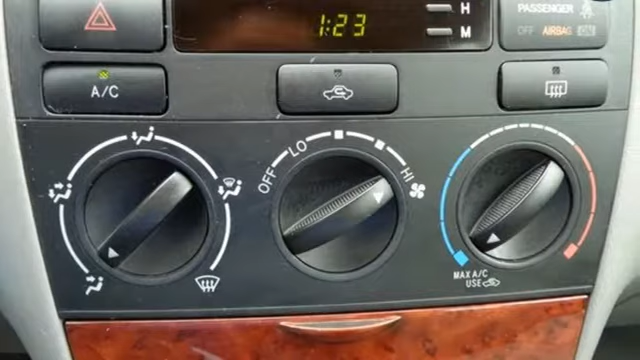 1:23
H
M
PASSENGER
OFF AIRBAG ON
A/C
OFF LO HI
MAX A/C
USE